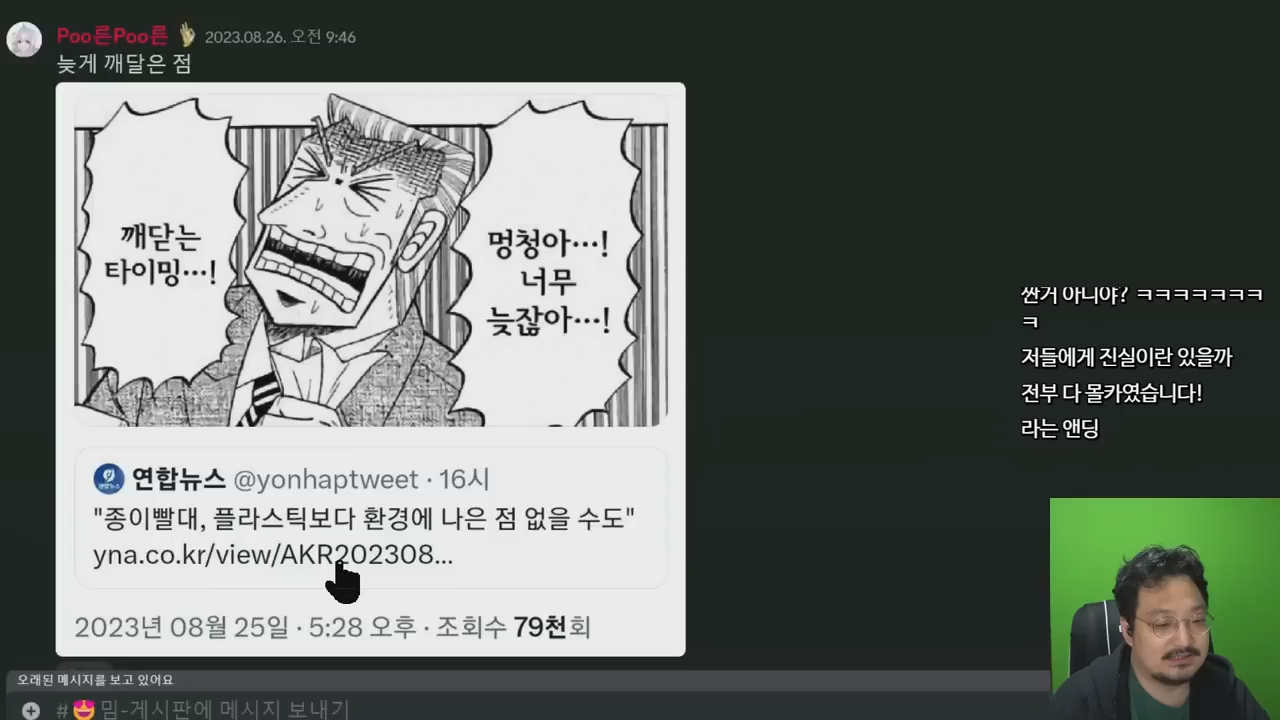 Poo른Poo른 2023.08.26. 오전 9:46
늦게 깨달은 점
깨닫는
타이밍…!
멍청아…!
너무
늦잖아…!
연합뉴스 @yonhaptweet · 16시
"종이빨대, 플라스틱보다 환경에 나은 점 없을 수도"
yna.co.kr/view/AKR202308...
2023년 08월 25일 · 5:28 오후 · 조회수 79천회
오래된 메시지를 보고 있어요
#😍밈-게시판에 메시지 보내기
싼거 아니야? ㅋㅋㅋㅋㅋㅋㅋ
ㅋ
저들에게 진실이란 있을까
전부 다 몰카였습니다!
라는 앤딩